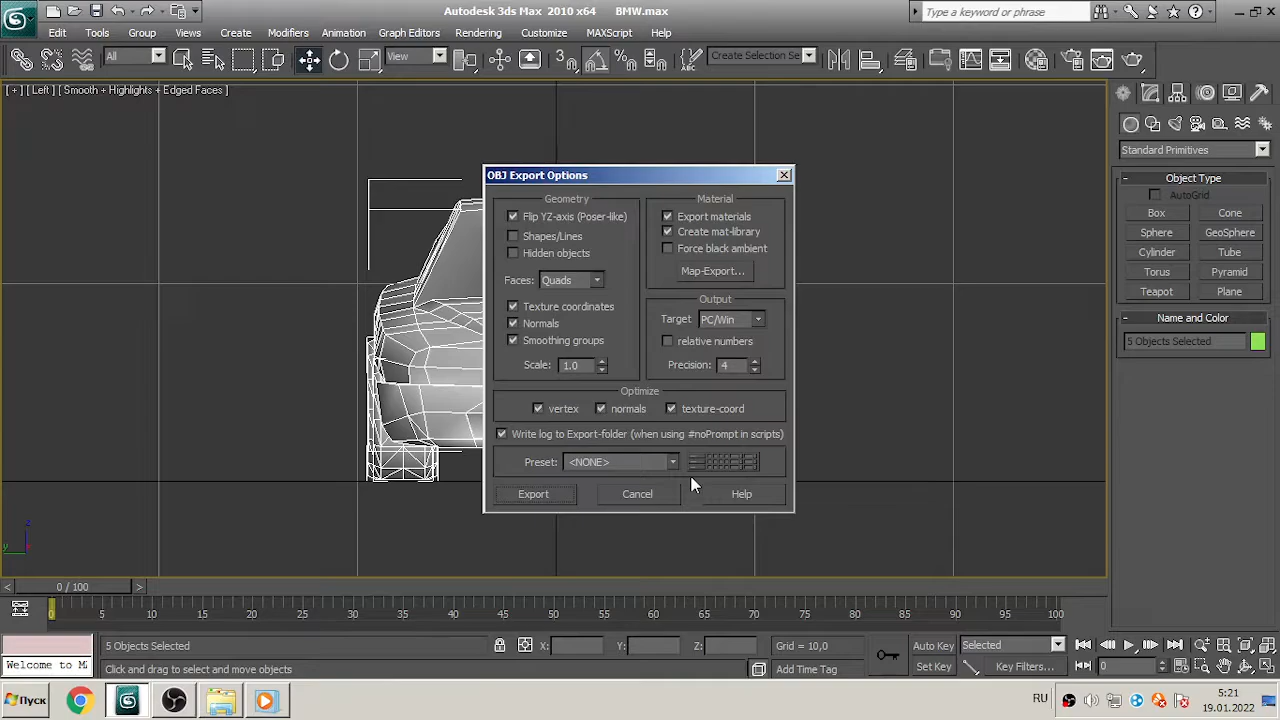 Autodesk 3ds Max 2010 x64 BMW.max
Type a keyword or phrase
Edit Tools Group Views Create Modifiers Animation Graph Editors Rendering Customize MAXScript Help
All View Create Selection Se
[ + ] [ Left ] [ Smooth + Highlights + Edged Faces ]
OBJ Export Options
Geometry
Flip YZ-axis (Poser-like)
Shapes/Lines
Hidden objects
Faces: Quads
Texture coordinates
Normals
Smoothing groups
Scale: 1.0
Material
Export materials
Create mat-library
Force black ambient
Map-Export...
Output
Target PC/Win
relative numbers
Precision: 4
Optimize
vertex normals texture-coord
Write log to Export-folder (when using #noPrompt in scripts)
Preset: <NONE>
Export Cancel Help
Standard Primitives
- Object Type
AutoGrid
Box Cone
Sphere GeoSphere
Cylinder Tube
Torus Pyramid
Teapot Plane
- Name and Color
5 Objects Selected
z
y x
< 0 / 100 >
0 5 10 15 20 25 30 35 40 45 50 55 60 65 70 75 80 85 90 95 100
5 Objects Selected X: Y: Z: Grid = 10,0 Auto Key Selected
Welcome to Ma Click and drag to select and move objects Add Time Tag Set Key Key Filters... 0
Пуск RU 5:21
19.01.2022